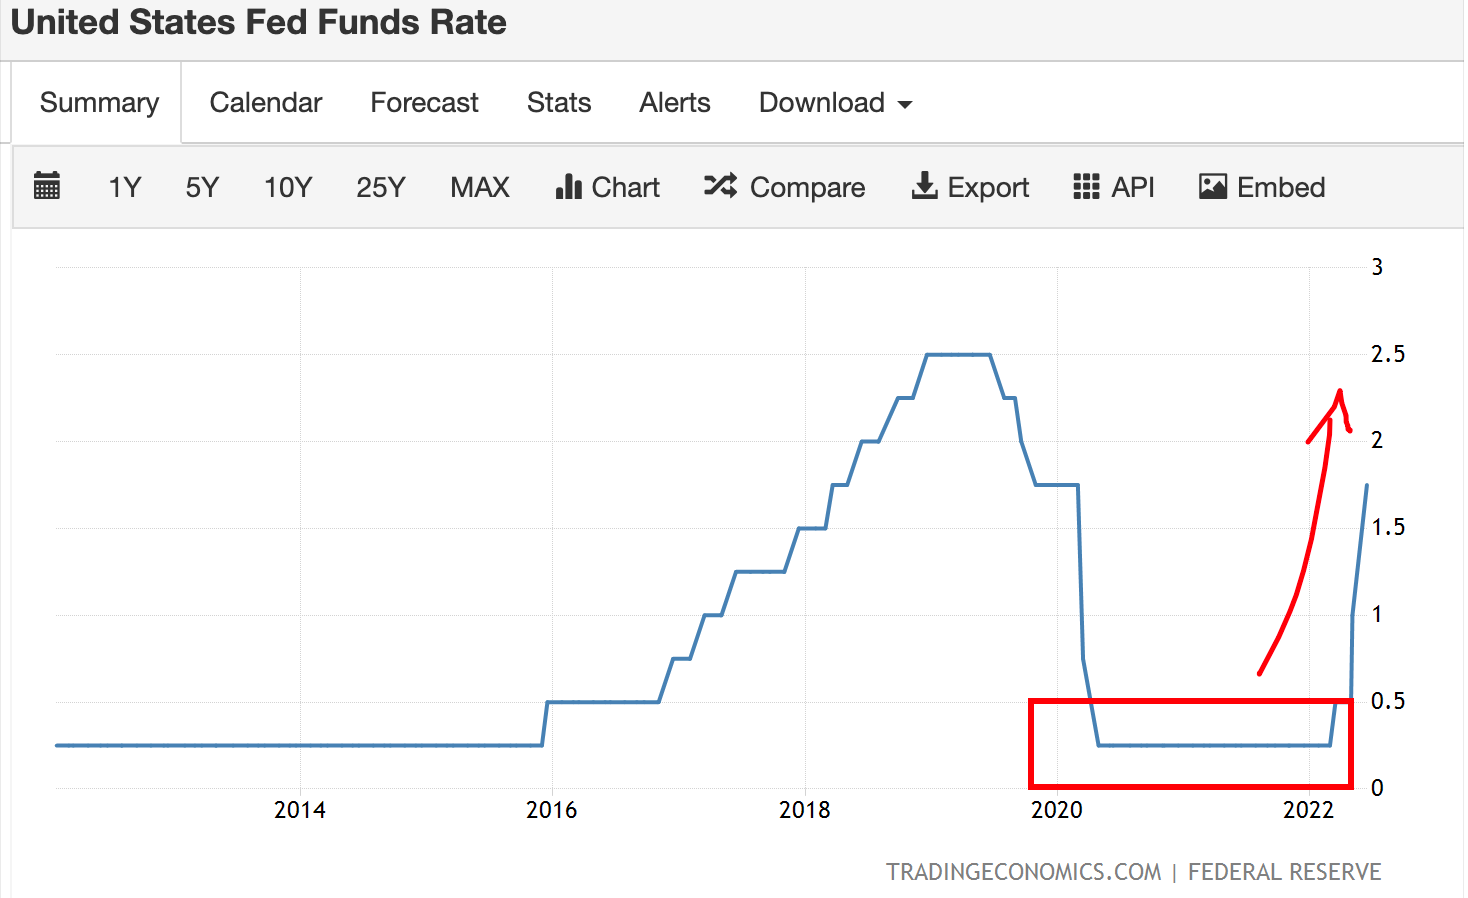 United States Fed Funds Rate
Summary Calendar Forecast Stats Alerts Download
1Y 5Y 10Y 25Y MAX Chart Compare Export API Embed
3
2.5
2
1.5
1
0.5
0
2014 2016 2018 2020 2022
TRADINGECONOMICS.COM | FEDERAL RESERVE